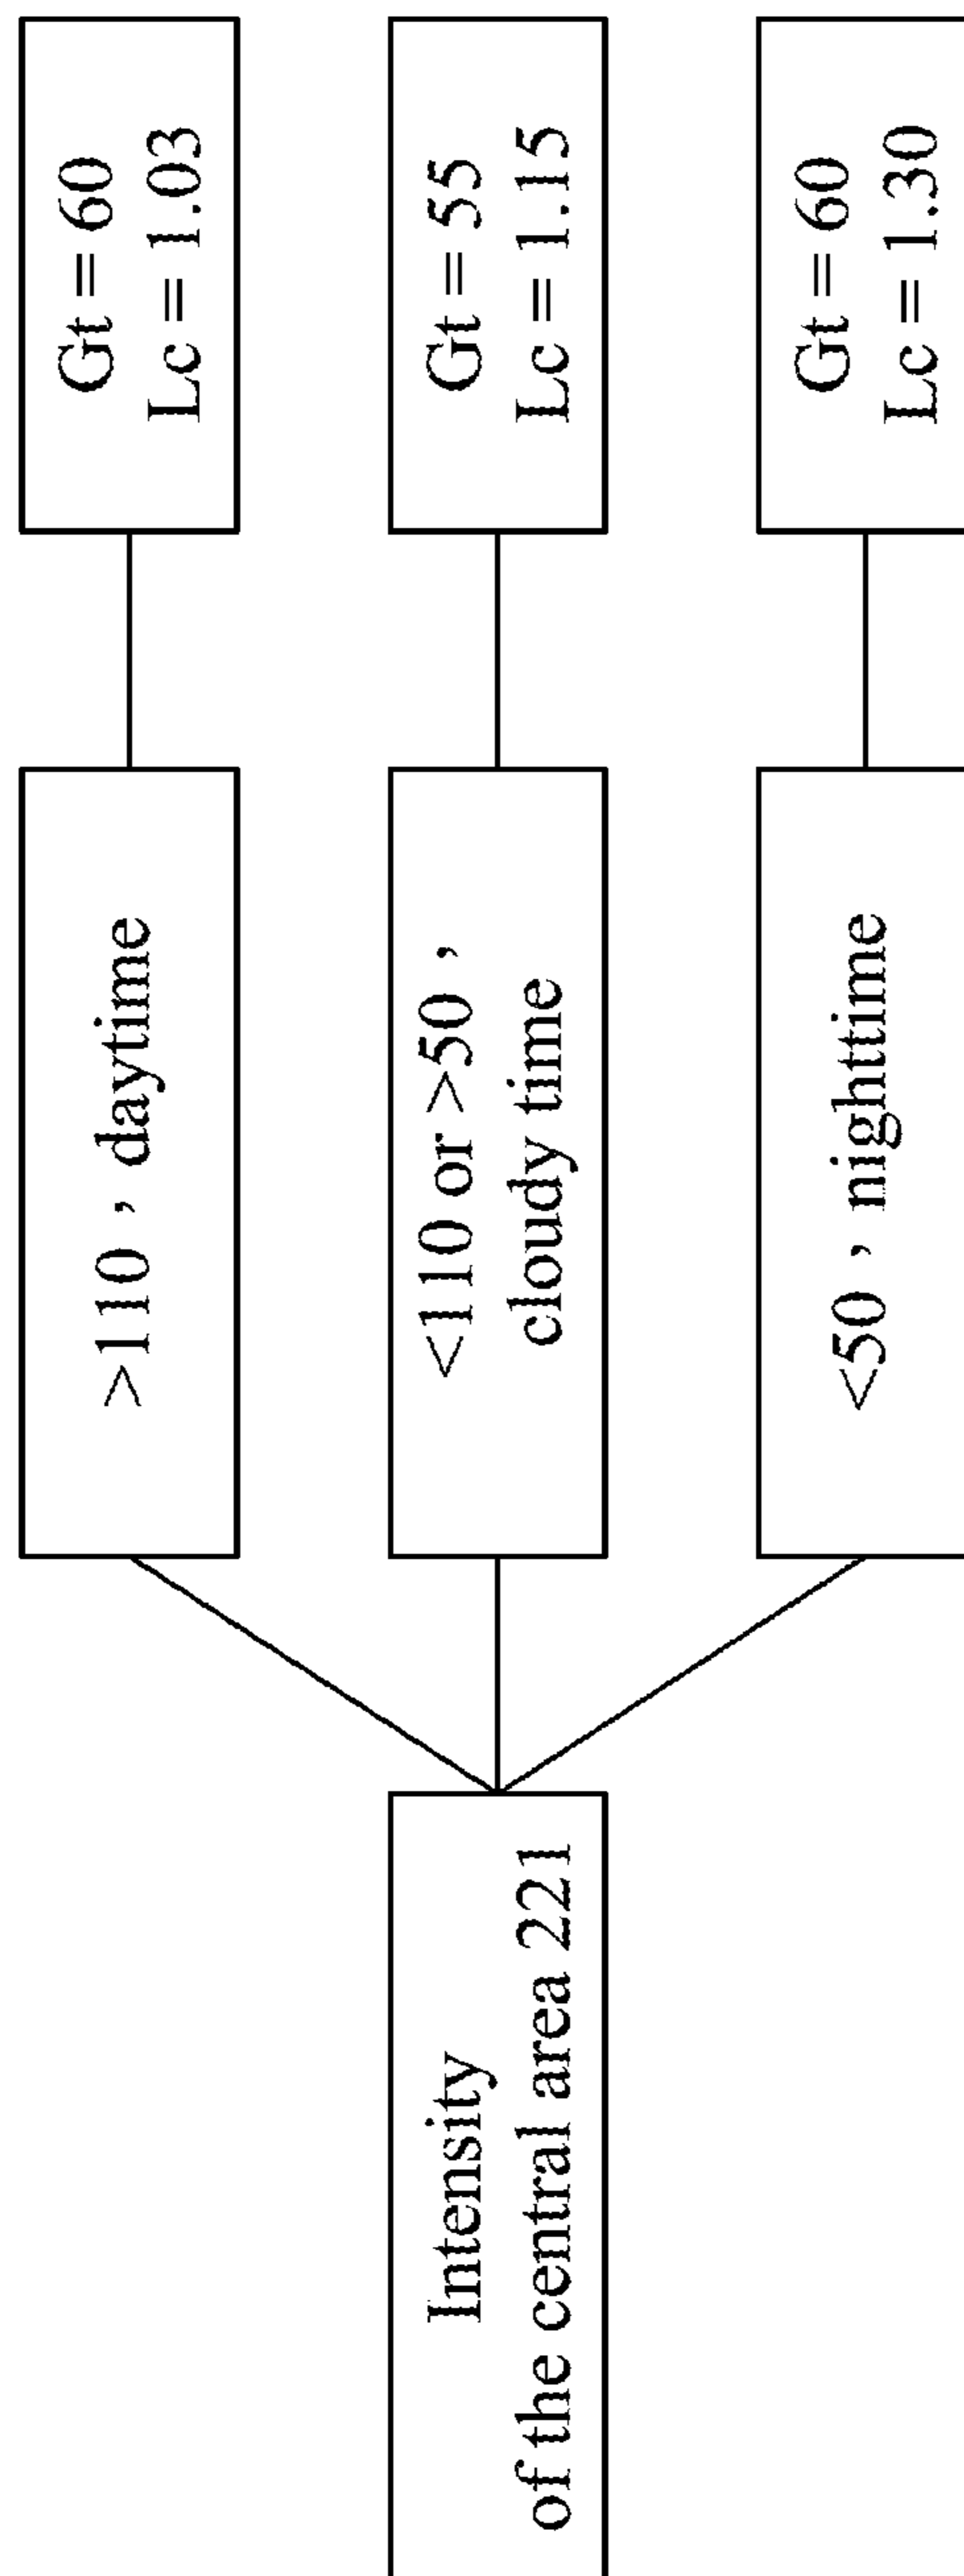 Intensity
of the central area 221
>110 , daytime
Gt = 60
Lc = 1.03
<110 or >50 ,
cloudy time
Gt = 55
Lc = 1.15
<50 , nighttime
Gt = 60
Lc = 1.30